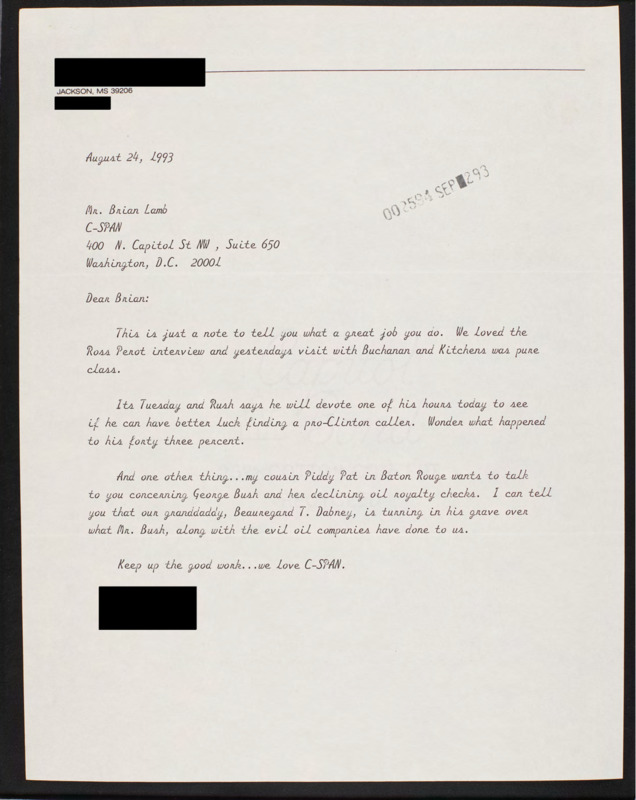 JACKSON, MS 39206
August 24, 1993
002594 SEP 293
Mr. Brian Lamb
C-SPAN
400 N. Capitol St NW , Suite 650
Washington, D.C. 20001
Dear Brian:
This is just a note to tell you what a great job you do. We loved the
Ross Perot interview and yesterdays visit with Buchanan and Kitchens was pure
class.
Its Tuesday and Rush says he will devote one of his hours today to see
if he can have better luck finding a pro-Clinton caller. Wonder what happened
to his forty three percent.
And one other thing...my cousin Piddy Pat in Baton Rouge wants to talk
to you concerning George Bush and her declining oil royalty checks. I can tell
you that our granddaddy, Beauregard T. Dabney, is turning in his grave over
what Mr. Bush, along with the evil oil companies have done to us.
Keep up the good work...we love C-SPAN.